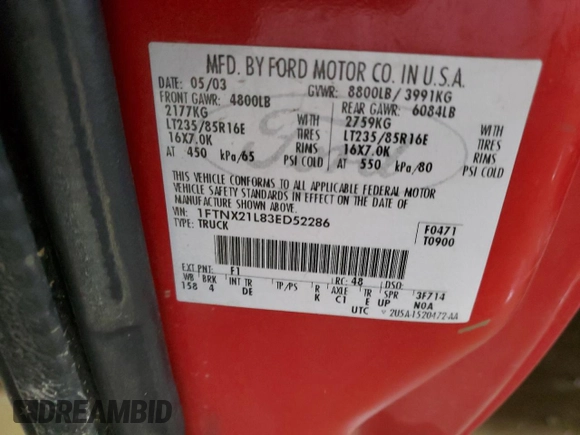 MFD. BY FORD MOTOR CO. IN U.S.A.
DATE: 05/03 GVWR: 8800LB/ 3991KG
FRONT GAWR: 4800LB REAR GAWR: 6084LB
2177KG WITH 2759KG WITH
LT235/85R16E TIRES LT235/85R16E TIRES
16X7.0K RIMS 16X7.0K RIMS
AT 450 kPa/65 PSI COLD AT 550 kPa/80 PSI COLD
THIS VEHICLE CONFORMS TO ALL APPLICABLE FEDERAL MOTOR
VEHICLE SAFETY STANDARDS IN EFFECT ON THE DATE OF
MANUFACTURE SHOWN ABOVE.
VIN: 1FTNX21L83ED52286 F0471
TYPE: TRUCK T0900
EXT PNT: F1 RC: 48 DSO:
WB BRK INT TR TP/PS R AXLE TR SPR 3F714
158 4 DE K C1 E UP N0A
UTC 2U5A-1520472-AA
Ford
DREAMBID